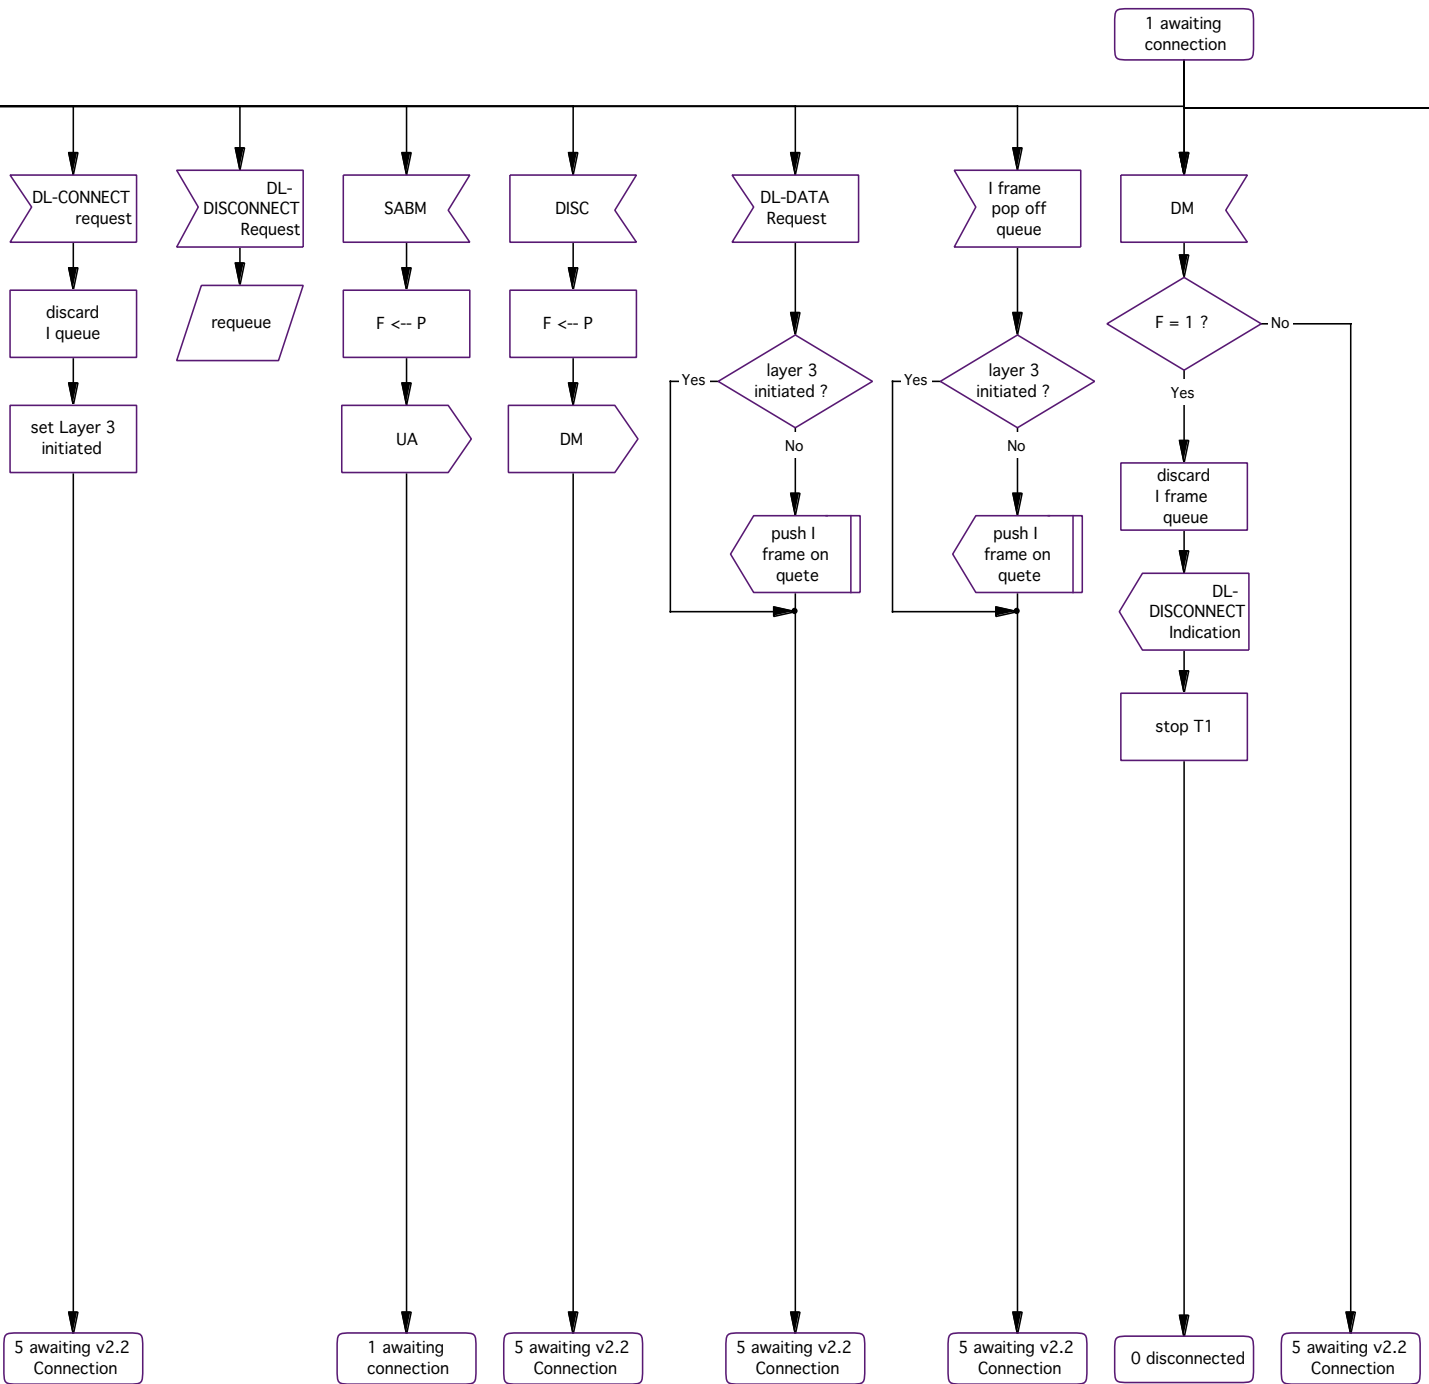 1 awaiting
connection
DL-CONNECT
request
discard
I queue
set Layer 3
initiated
5 awaiting v2.2
Connection
DL-
DISCONNECT
Request
requeue
SABM
F <-- P
UA
1 awaiting
connection
DISC
F <-- P
DM
5 awaiting v2.2
Connection
DL-DATA
Request
layer 3
initiated ?
Yes
No
push I
frame on
quete
5 awaiting v2.2
Connection
I frame
pop off
queue
layer 3
initiated ?
Yes
No
push I
frame on
quete
5 awaiting v2.2
Connection
DM
F = 1 ?
No
Yes
discard
I frame
queue
DL-
DISCONNECT
Indication
stop T1
0 disconnected
5 awaiting v2.2
Connection